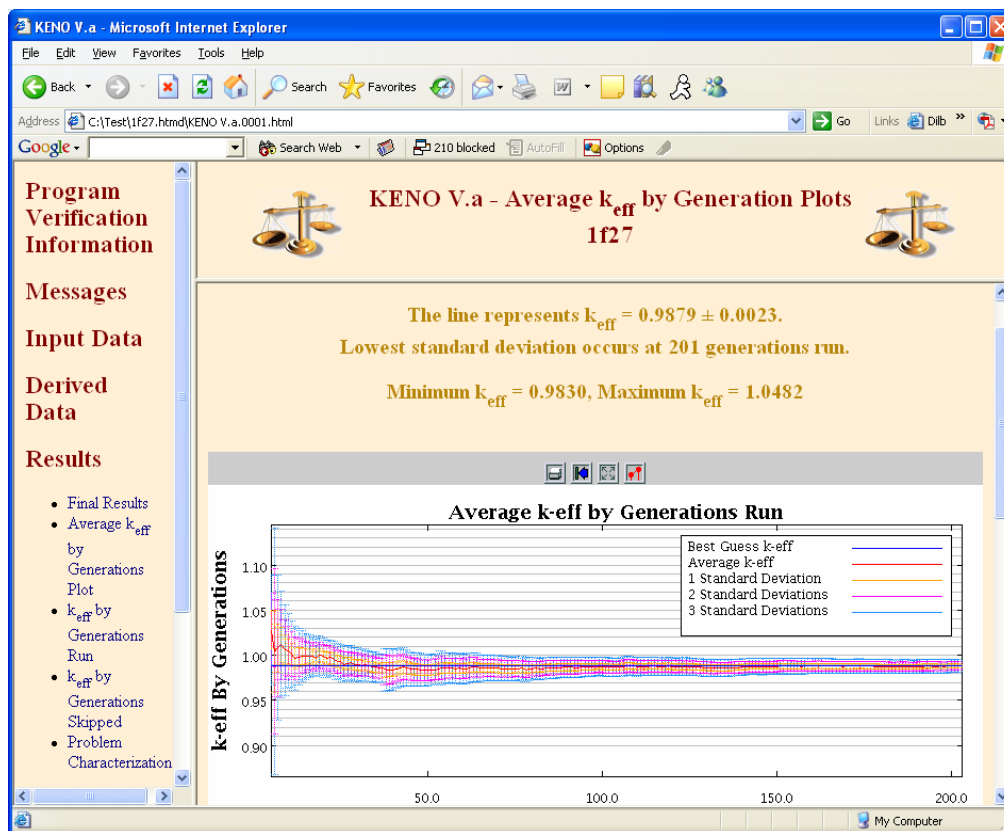 KENO V.a - Microsoft Internet Explorer
File Edit View Favorites Tools Help
Back Search Favorites
Address C:\Test\1f27.htmd\KENO V.a.0001.html Go Links Dilb »
Google Search Web 210 blocked AutoFill Options
Program
Verification
Information
Messages
Input Data
Derived
Data
Results
• Final Results
• Average keff
by
Generations
Plot
• keff by
Generations
Run
• keff by
Generations
Skipped
• Problem
Characterization
KENO V.a - Average keff by Generation Plots
1f27
The line represents keff = 0.9879 ± 0.0023.
Lowest standard deviation occurs at 201 generations run.
Minimum keff = 0.9830, Maximum keff = 1.0482
Average k-eff by Generations Run
k-eff By Generations
1.10
1.05
1.00
0.95
0.90
Best Guess k-eff
Average k-eff
1 Standard Deviation
2 Standard Deviations
3 Standard Deviations
50.0 100.0 150.0 200.0
My Computer